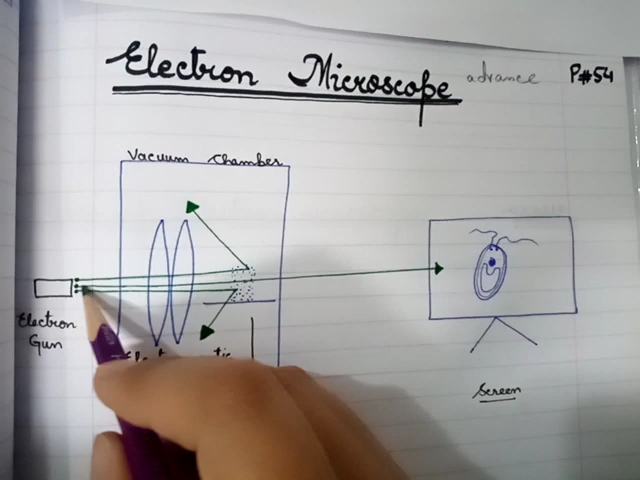 Electron Microscope advance P#54
Vacuum Chamber
Electron
Gun
Screen